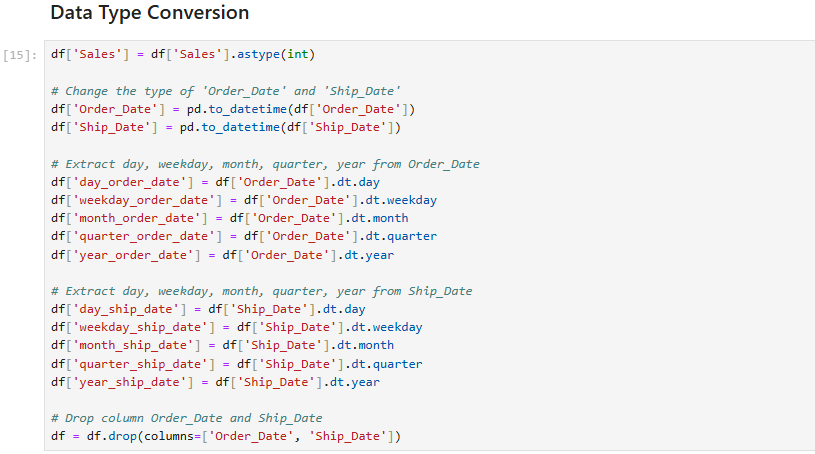 Data Type Conversion
[15]:
df['Sales'] = df['Sales'].astype(int)
# Change the type of 'Order_Date' and 'Ship_Date'
df['Order_Date'] = pd.to_datetime(df['Order_Date'])
df['Ship_Date'] = pd.to_datetime(df['Ship_Date'])
# Extract day, weekday, month, quarter, year from Order_Date
df['day_order_date'] = df['Order_Date'].dt.day
df['weekday_order_date'] = df['Order_Date'].dt.weekday
df['month_order_date'] = df['Order_Date'].dt.month
df['quarter_order_date'] = df['Order_Date'].dt.quarter
df['year_order_date'] = df['Order_Date'].dt.year
# Extract day, weekday, month, quarter, year from Ship_Date
df['day_ship_date'] = df['Ship_Date'].dt.day
df['weekday_ship_date'] = df['Ship_Date'].dt.weekday
df['month_ship_date'] = df['Ship_Date'].dt.month
df['quarter_ship_date'] = df['Ship_Date'].dt.quarter
df['year_ship_date'] = df['Ship_Date'].dt.year
# Drop column Order_Date and Ship_Date
df = df.drop(columns=['Order_Date', 'Ship_Date'])